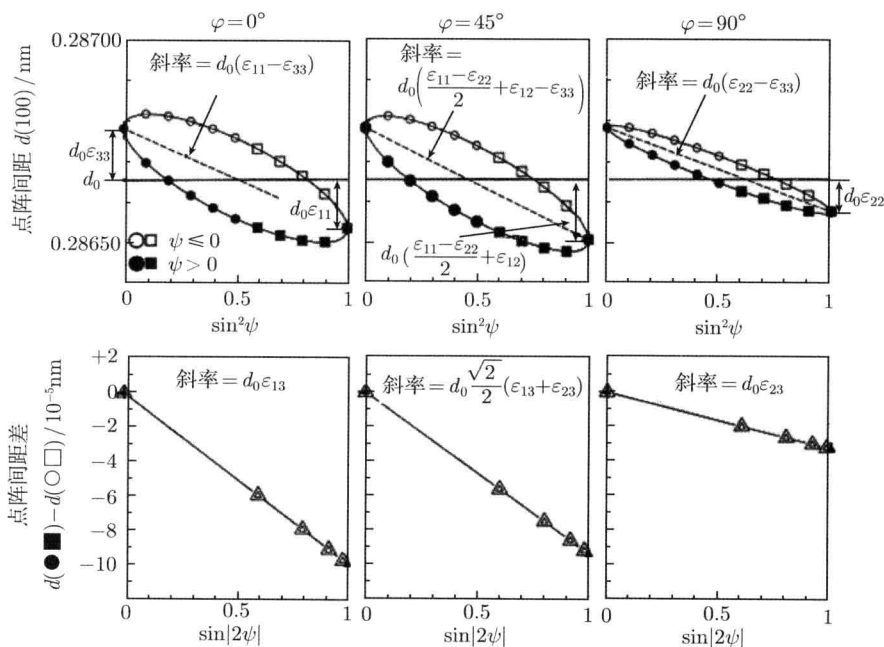 φ=0°
φ=45°
φ=90°
点阵间距 d(100)/nm
0.28700
0.28650
斜率=d₀(ε₁₁−ε₃₃)
d₀ε₃₃
d₀
d₀ε₁₁
ψ≤0
ψ>0
0 0.5 1
sin²ψ
斜率=
d₀((ε₁₁−ε₂₂)/2+ε₁₂−ε₃₃)
d₀((ε₁₁−ε₂₂)/2+ε₁₂)
0 0.5 1
sin²ψ
斜率=d₀(ε₂₂−ε₃₃)
d₀ε₂₂
0 0.5 1
sin²ψ
点阵间距差
d(●■)−d(○□)/10⁻⁵nm
+2
0
−2
−4
−6
−8
−10
斜率=d₀ε₁₃
0 0.5 1
sin|2ψ|
斜率=d₀(√2/2)(ε₁₃+ε₂₃)
0 0.5 1
sin|2ψ|
斜率=d₀ε₂₃
0 0.5 1
sin|2ψ|